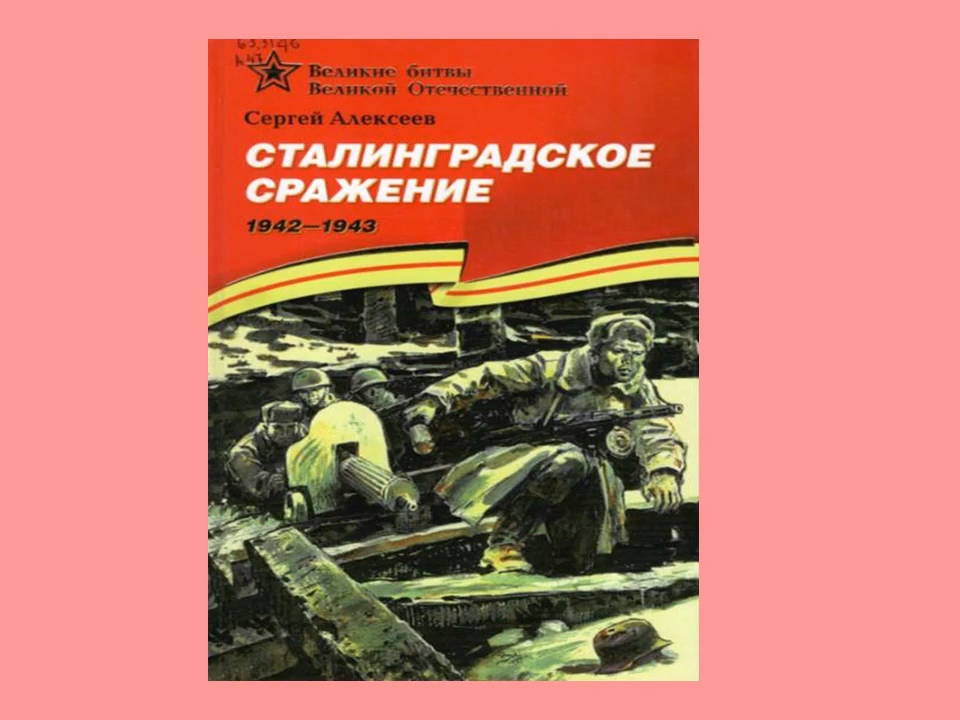 Великие битвы
Великой Отечественной
Сергей Алексеев
СТАЛИНГРАДСКОЕ
СРАЖЕНИЕ
1942—1943